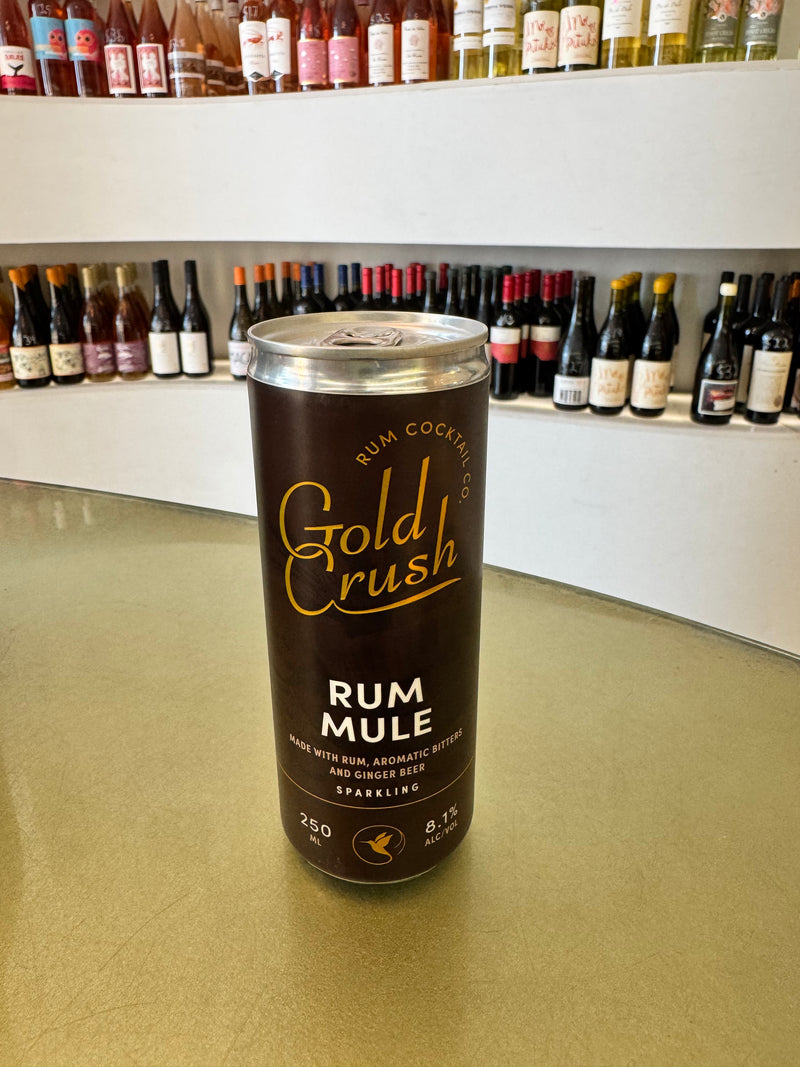 RUM COCKTAIL CO.
Gold
Crush
RUM
MULE
MADE WITH RUM, AROMATIC BITTERS
AND GINGER BEER
SPARKLING
250
ML
8.1%
ALC/VOL